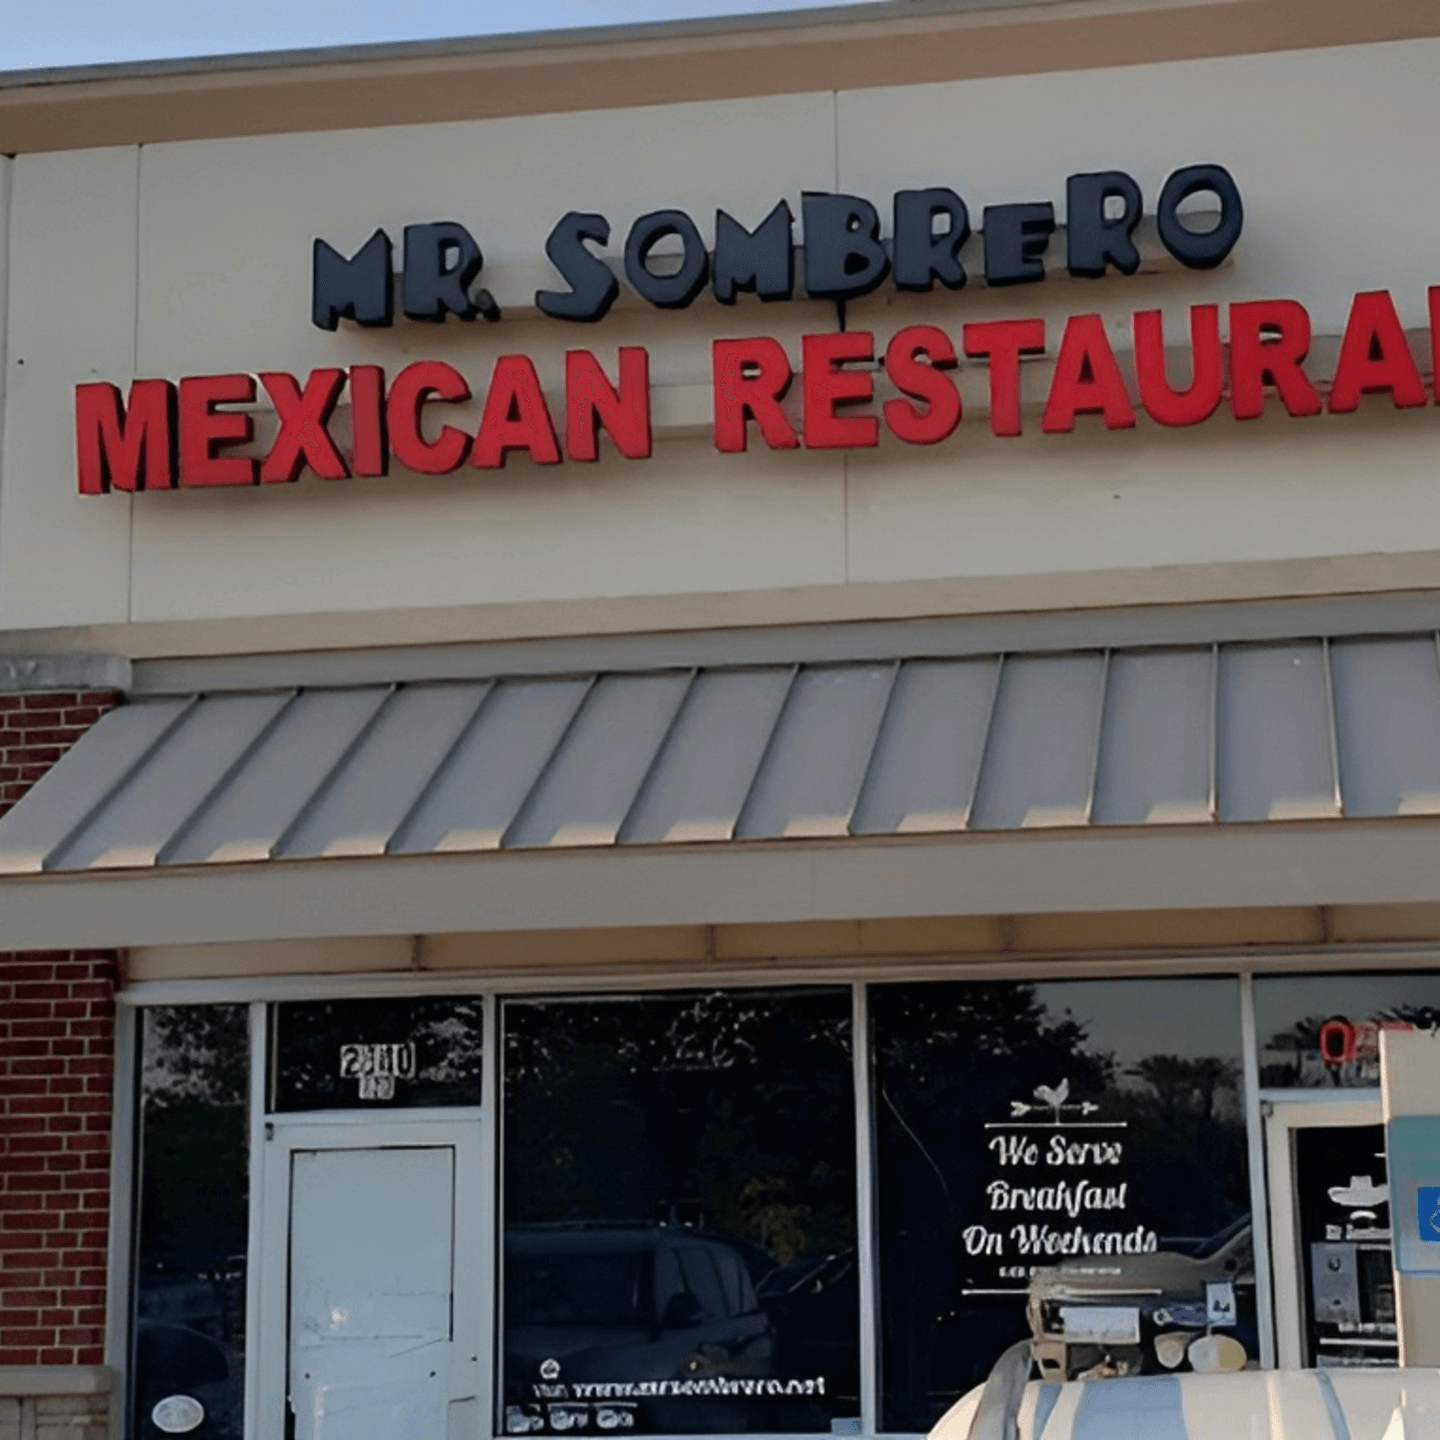 MR. SOMBRERO
MEXICAN RESTAURA
We Serve
Breakfast
On Weekends